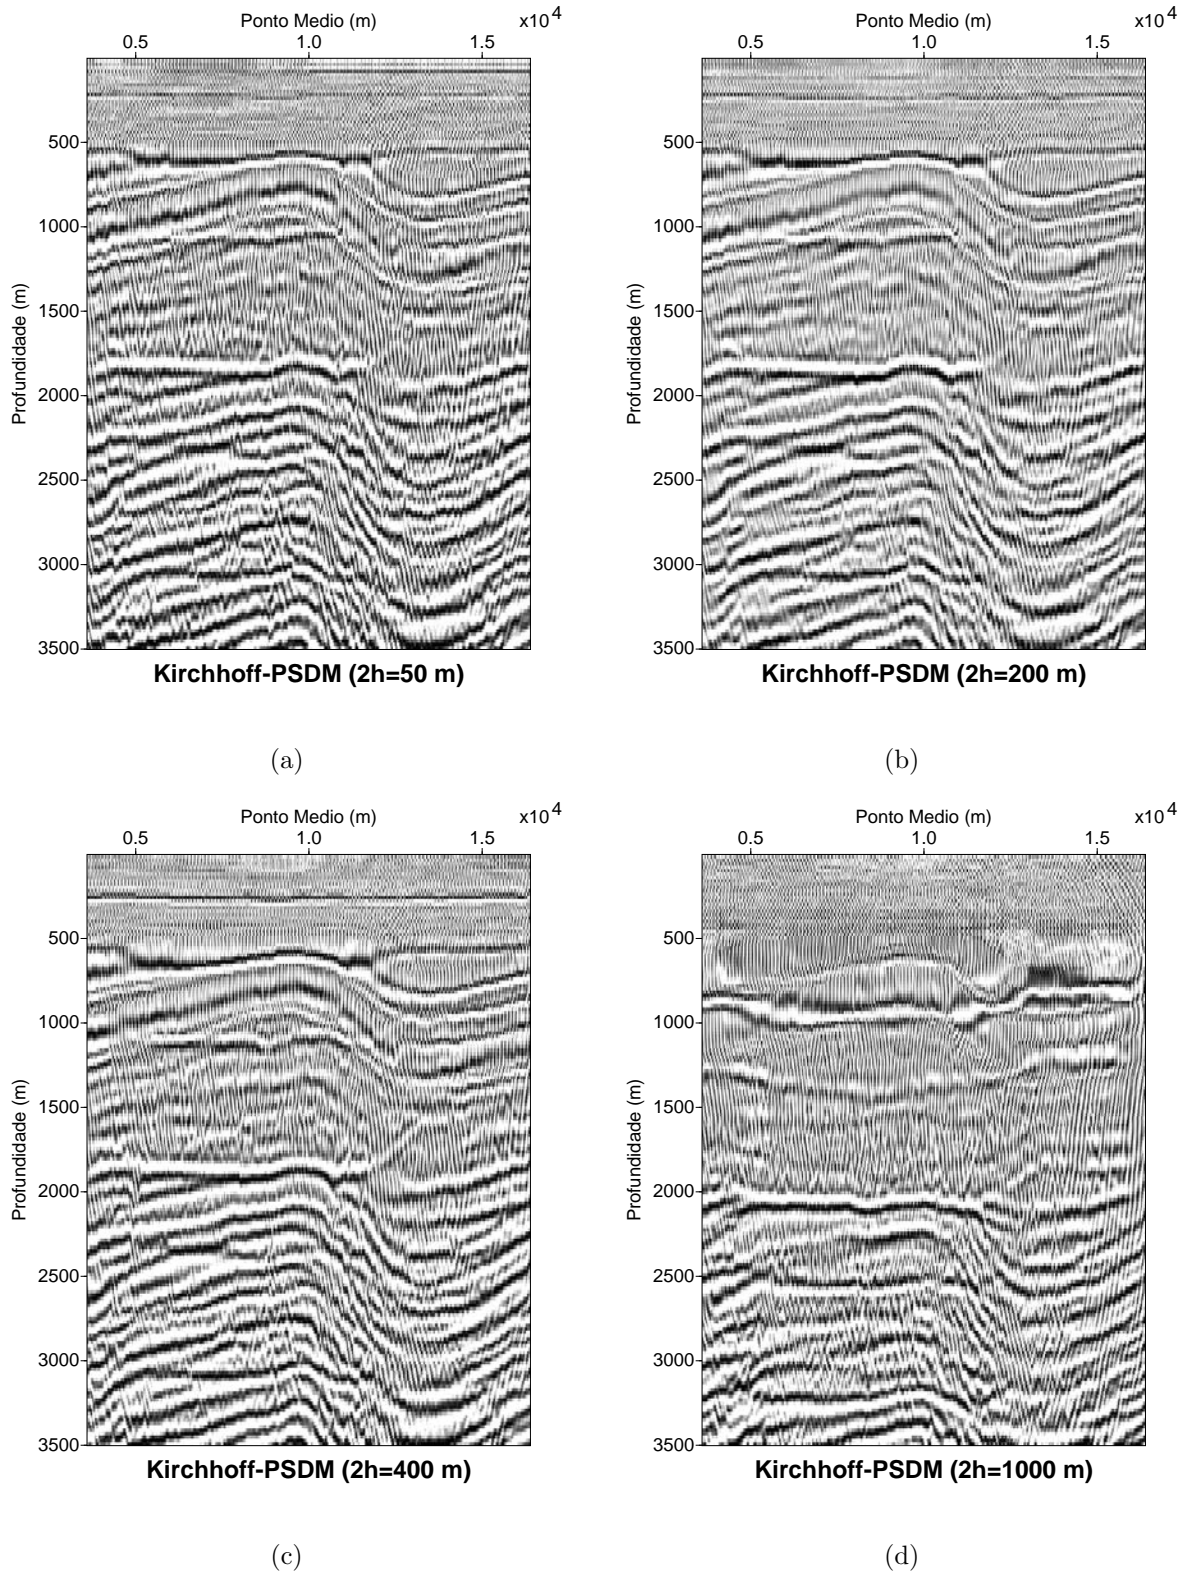 Ponto Medio (m) x10 4
0.5 1.0 1.5
500
1000
1500
2000
2500
3000
3500
Profundidade (m)
Kirchhoff-PSDM (2h=50 m)
(a)
Ponto Medio (m) x10 4
0.5 1.0 1.5
500
1000
1500
2000
2500
3000
3500
Profundidade (m)
Kirchhoff-PSDM (2h=200 m)
(b)
Ponto Medio (m) x10 4
0.5 1.0 1.5
500
1000
1500
2000
2500
3000
3500
Profundidade (m)
Kirchhoff-PSDM (2h=400 m)
(c)
Ponto Medio (m) x10 4
0.5 1.0 1.5
500
1000
1500
2000
2500
3000
3500
Profundidade (m)
Kirchhoff-PSDM (2h=1000 m)
(d)